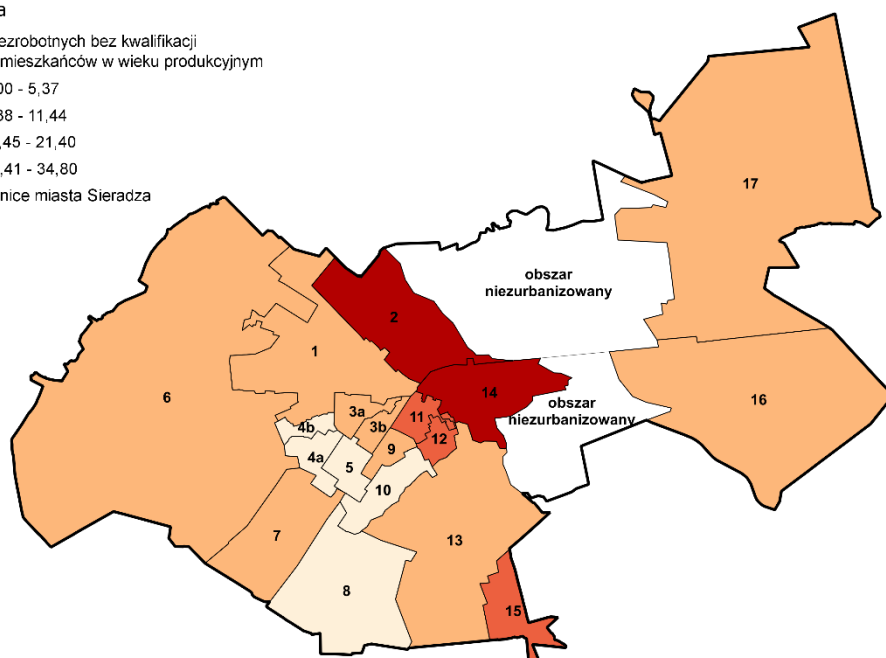 a
ezrobotnych bez kwalifikacji
mieszkańców w wieku produkcyjnym
00 - 5,37
38 - 11,44
,45 - 21,40
,41 - 34,80
nice miasta Sieradza
17
obszar
niezurbanizowany
2
1
14
6
16
3a
11
obszar
niezurbanizowany
4b
3b
12
9
4a
5
10
7
13
8
15